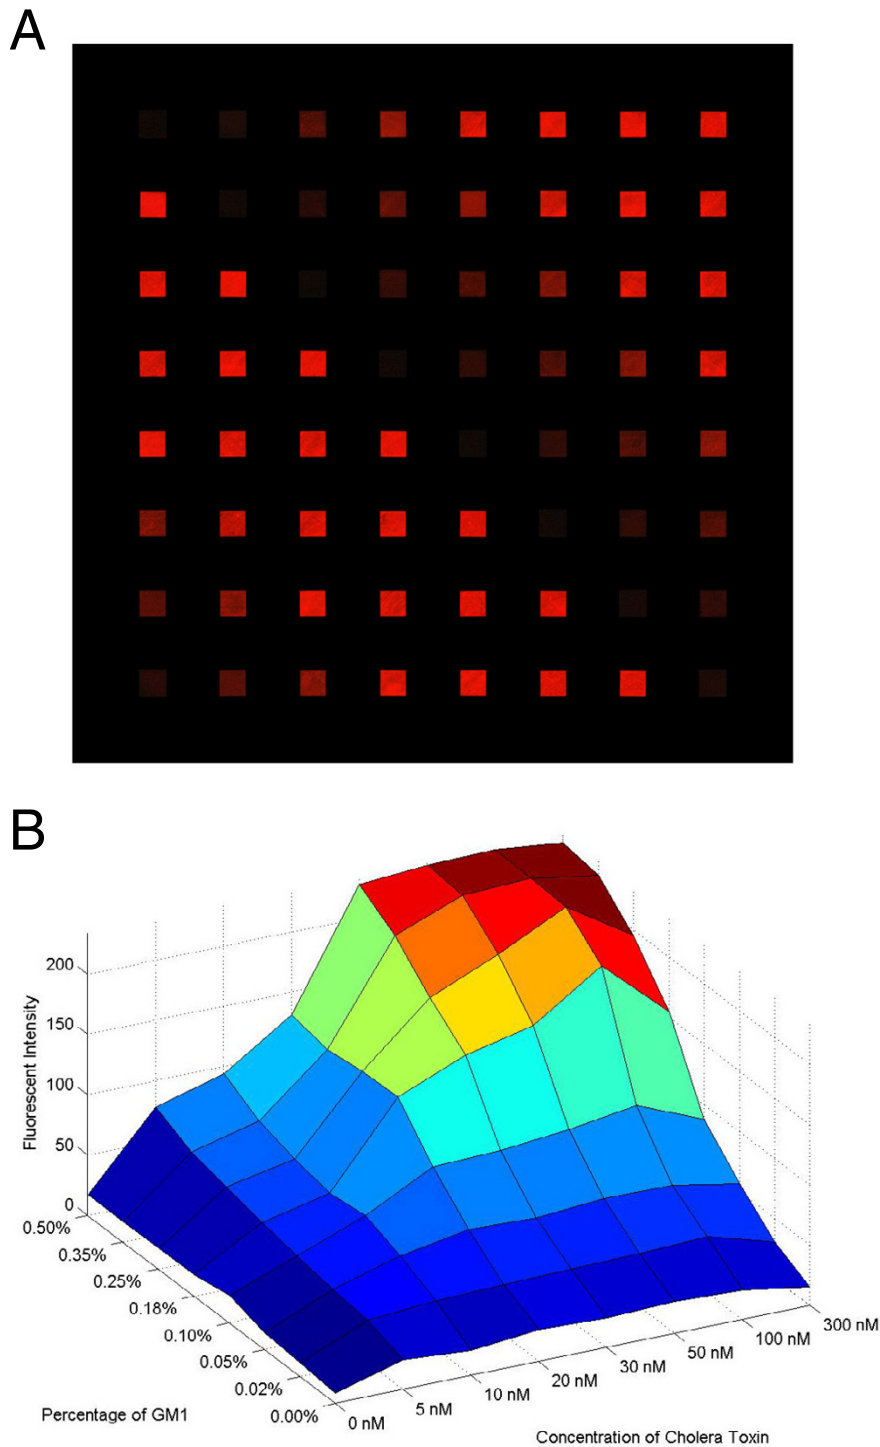 A
B
200
150
100
50
0
Fluorescent Intensity
0.50%
0.35%
0.25%
0.18%
0.10%
0.05%
0.02%
0.00%
Percentage of GM1
0 nM
5 nM
10 nM
20 nM
30 nM
50 nM
100 nM
300 nM
Concentration of Cholera Toxin